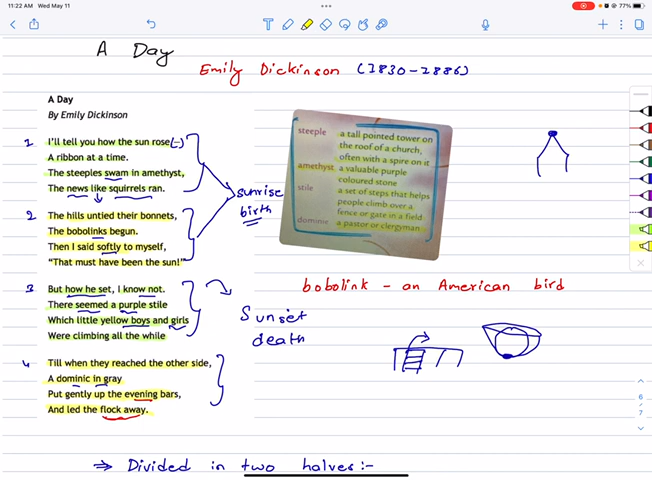 11:22 AM Wed May 11
77%
A Day
Emily Dickinson (1830-1886)
A Day
By Emily Dickinson
1 I'll tell you how the sun rose(–)
A ribbon at a time.
The steeples swam in amethyst,
The news like squirrels ran.
2 The hills untied their bonnets,
The bobolinks begun.
Then I said softly to myself,
"That must have been the sun!"
sunrise
birth
3 But how he set, I know not.
There seemed a purple stile
Which little yellow boys and girls
Were climbing all the while
Sunset
death
4 Till when they reached the other side,
A dominic in gray
Put gently up the evening bars,
And led the flock away.
steeple a tall pointed tower on
the roof of a church,
often with a spire on it
amethyst a valuable purple
coloured stone
stile a set of steps that helps
people climb over a
fence or gate in a field
dominie a pastor or clergyman
bobolink - an American bird
6
/
7
⇒ Divided in two halves:-